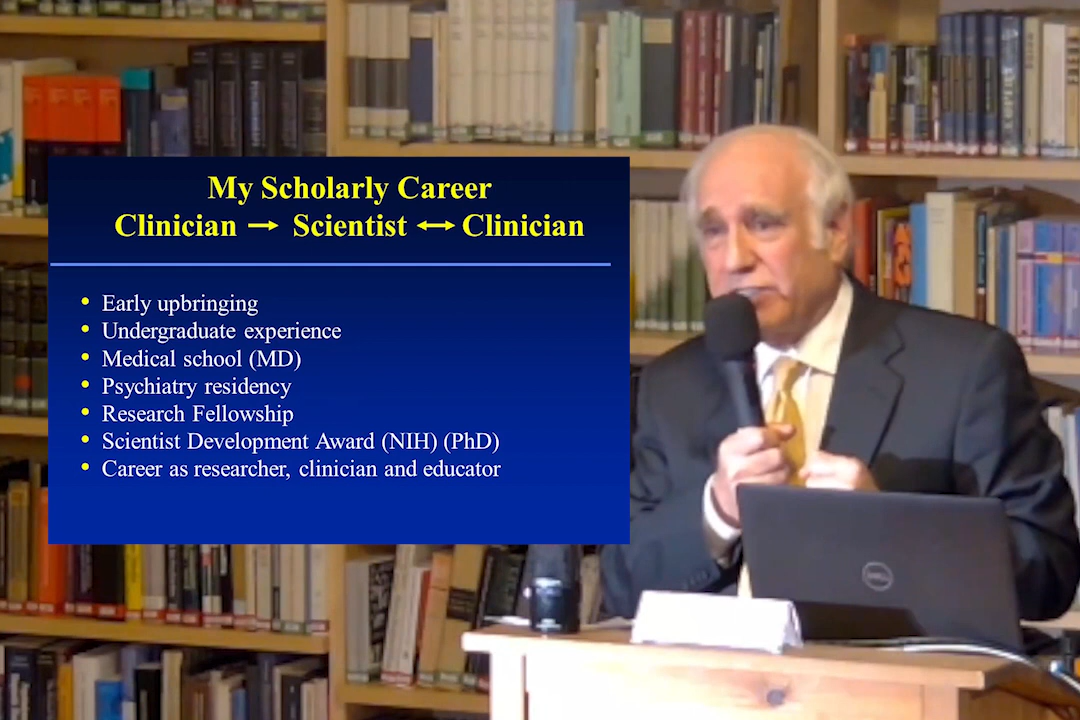 My Scholarly Career
Clinician → Scientist ↔ Clinician
• Early upbringing
• Undergraduate experience
• Medical school (MD)
• Psychiatry residency
• Research Fellowship
• Scientist Development Award (NIH) (PhD)
• Career as researcher, clinician and educator
DELL